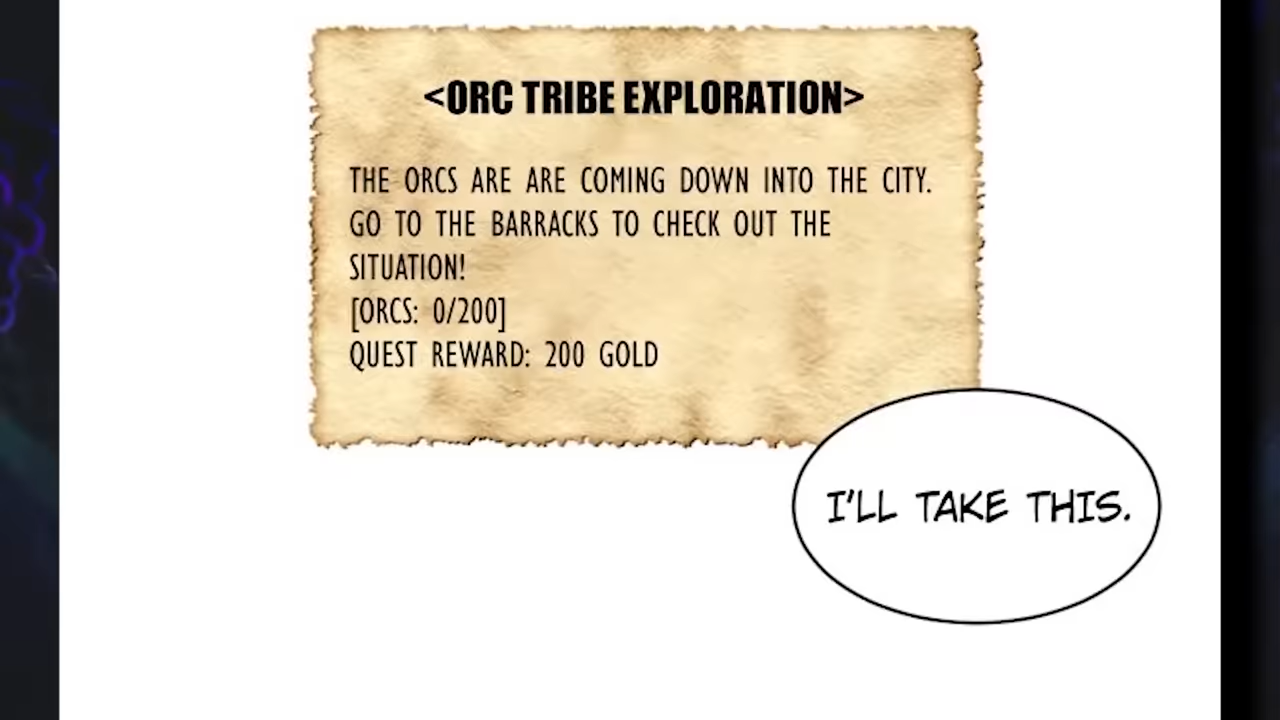 <ORC TRIBE EXPLORATION>
THE ORCS ARE ARE COMING DOWN INTO THE CITY.
GO TO THE BARRACKS TO CHECK OUT THE
SITUATION!
[ORCS: 0/200]
QUEST REWARD: 200 GOLD
I'LL TAKE THIS.